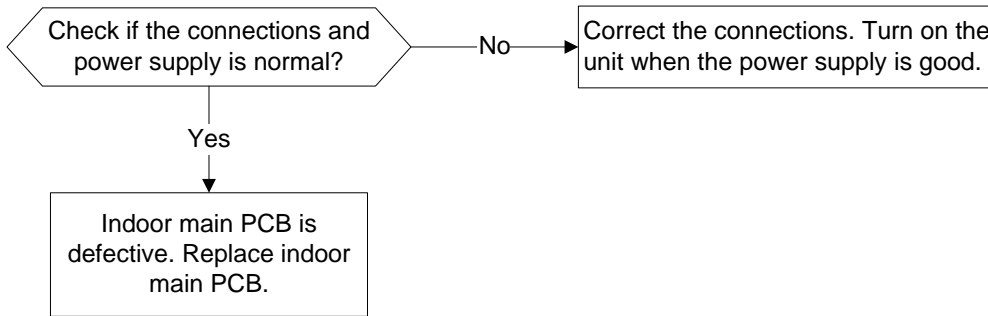 Check if the connections and
power supply is normal?
No
Correct the connections. Turn on the
unit when the power supply is good.
Yes
Indoor main PCB is
defective. Replace indoor
main PCB.